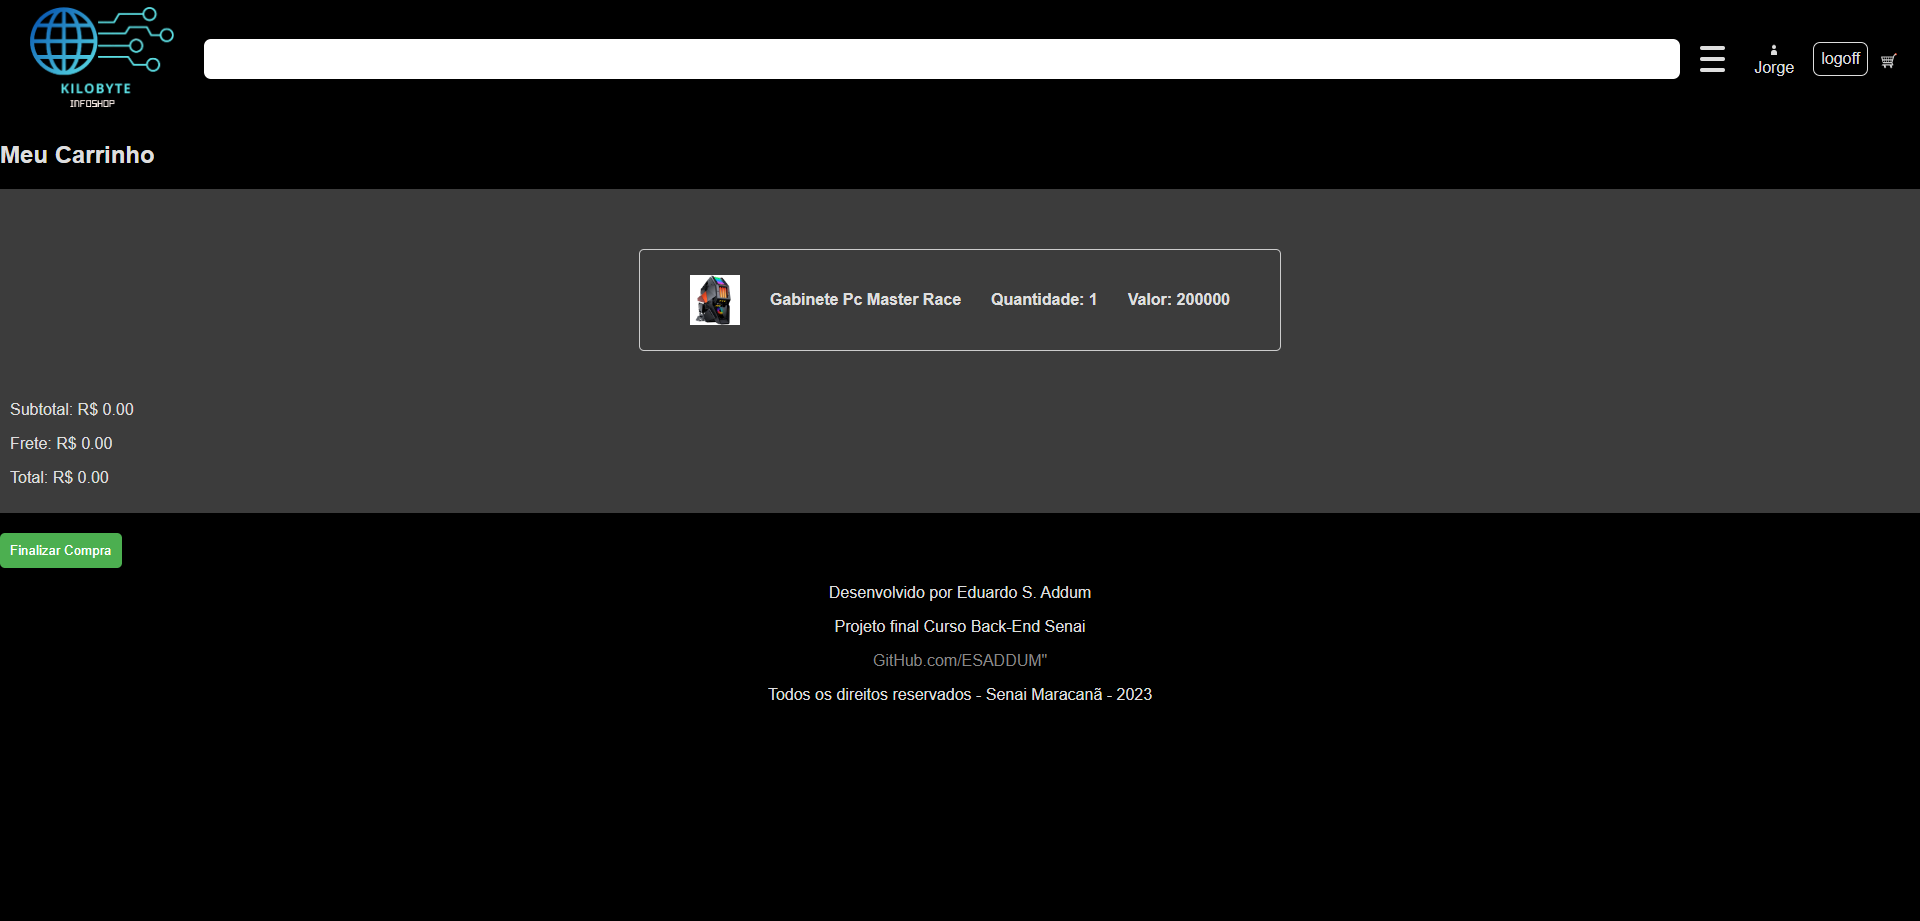 KILOBYTE
INFOSHOP
Jorge
logoff
Meu Carrinho
Gabinete Pc Master Race Quantidade: 1 Valor: 200000
Subtotal: R$ 0.00
Frete: R$ 0.00
Total: R$ 0.00
Finalizar Compra
Desenvolvido por Eduardo S. Addum
Projeto final Curso Back-End Senai
GitHub.com/ESADDUM"
Todos os direitos reservados - Senai Maracanã - 2023